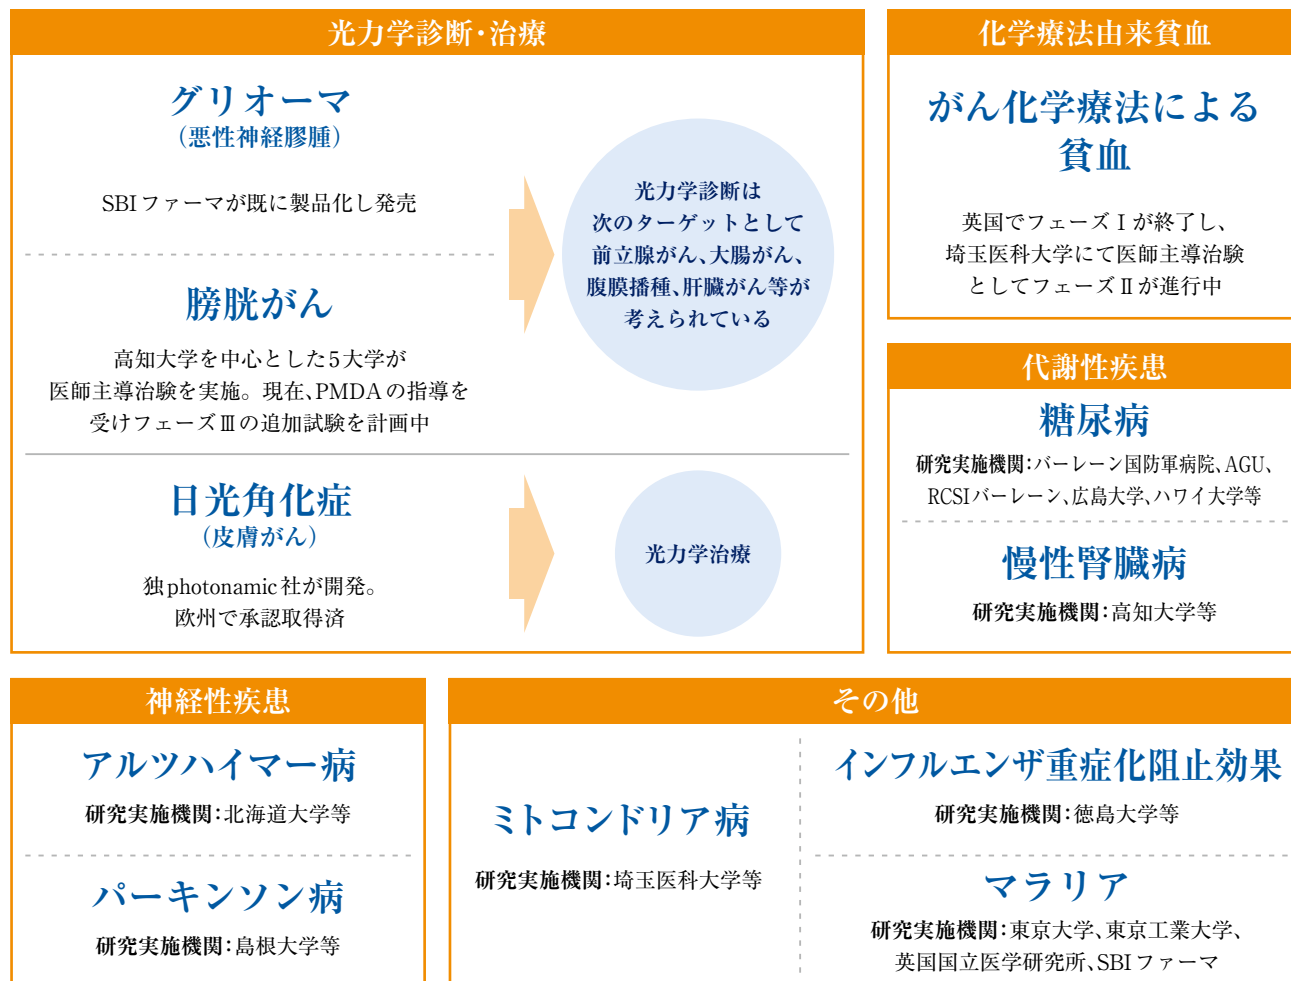 光力学診断・治療
グリオーマ
（悪性神経膠腫）
SBIファーマが既に製品化し発売
膀胱がん
高知大学を中心とした5大学が
医師主導治験を実施。現在、PMDAの指導を
受けフェーズⅢの追加試験を計画中
光力学診断は
次のターゲットとして
前立腺がん、大腸がん、
腹膜播種、肝臓がん等が
考えられている
日光角化症
（皮膚がん）
独photonamic社が開発。
欧州で承認取得済
光力学治療
化学療法由来貧血
がん化学療法による
貧血
英国でフェーズⅠが終了し、
埼玉医科大学にて医師主導治験
としてフェーズⅡが進行中
代謝性疾患
糖尿病
研究実施機関：バーレーン国防軍病院、AGU、
RCSIバーレーン、広島大学、ハワイ大学等
慢性腎臓病
研究実施機関：高知大学等
神経性疾患
アルツハイマー病
研究実施機関：北海道大学等
パーキンソン病
研究実施機関：島根大学等
その他
ミトコンドリア病
研究実施機関：埼玉医科大学等
インフルエンザ重症化阻止効果
研究実施機関：徳島大学等
マラリア
研究実施機関：東京大学、東京工業大学、
英国国立医学研究所、SBIファーマ